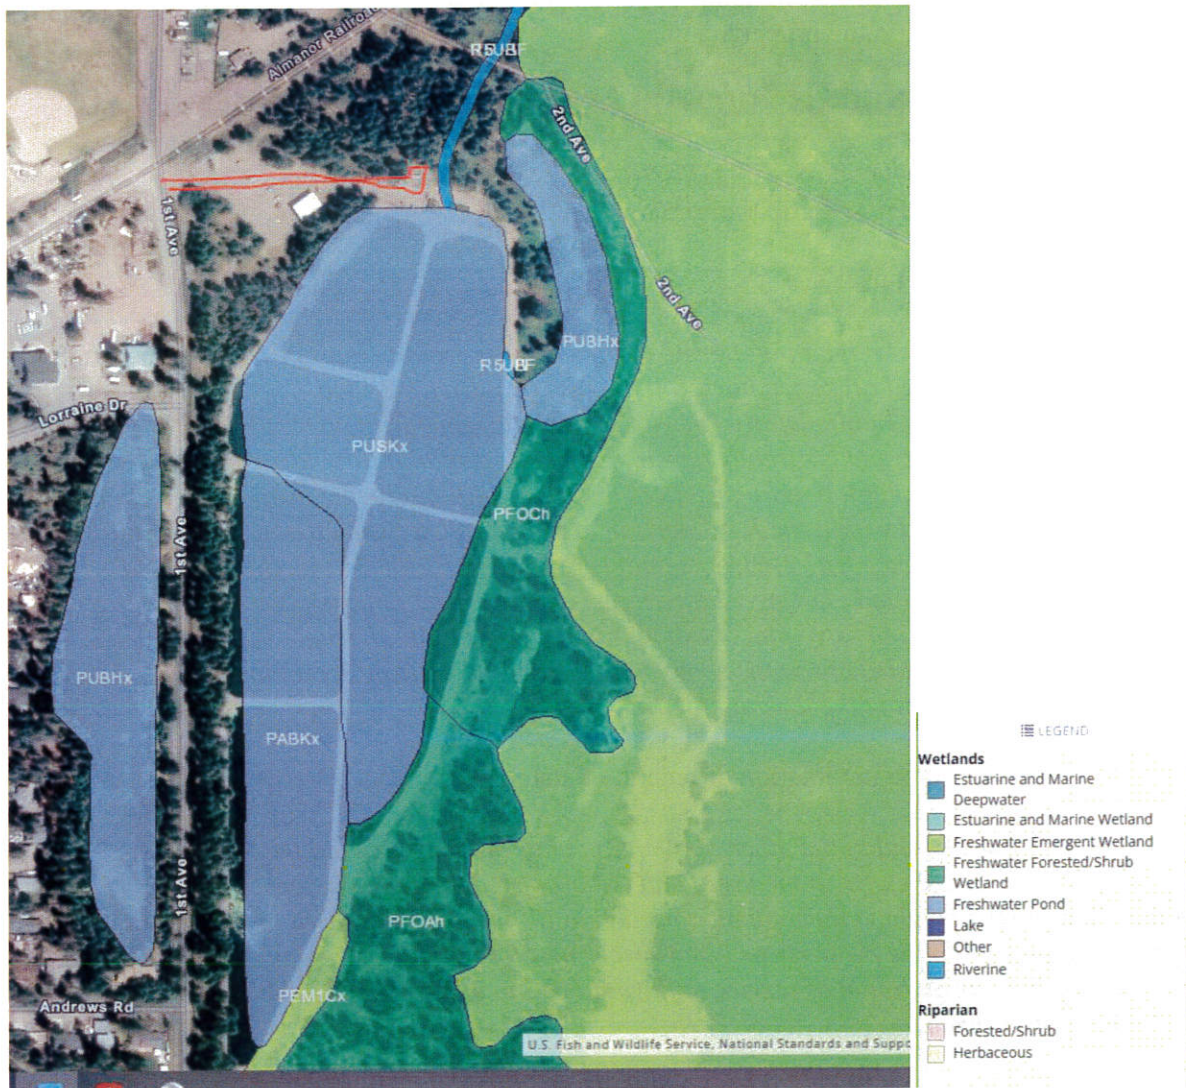 R5UBF
Almanor Railroad
2nd Ave
1st Ave
2nd Ave
PUBHx
R5UBF
Lorraine Dr
PUSKx
PFOCh
1st Ave
PUBHx
PABKx
LEGEND
Wetlands
Estuarine and Marine
Deepwater
Estuarine and Marine Wetland
Freshwater Emergent Wetland
Freshwater Forested/Shrub
Wetland
Freshwater Pond
Lake
Other
Riverine
1st Ave
PFOAh
PEM1Cx
Andrews Rd
Riparian
Forested/Shrub
Herbaceous
U.S. Fish and Wildlife Service, National Standards and Suppo